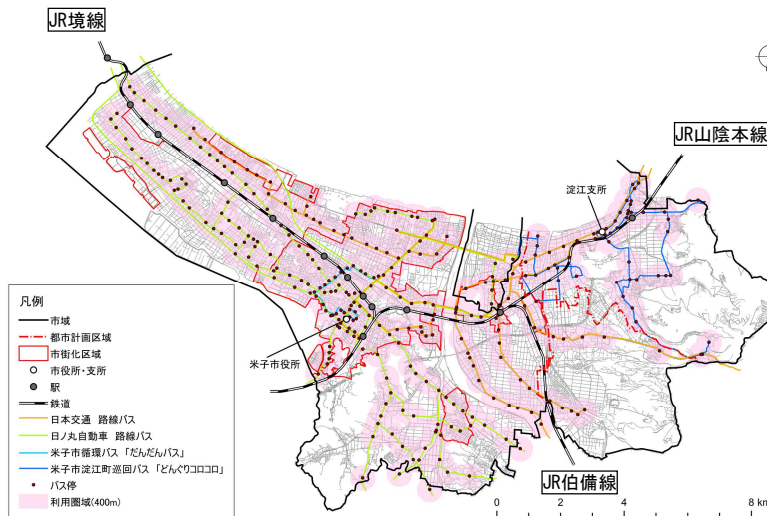 JR境線
JR山陰本線
淀江支所
凡例
市域
都市計画区域
市街化区域
市役所・支所
駅
鉄道
日本交通 路線バス
日ノ丸自動車 路線バス
米子市循環バス 「だんだんバス」
米子市淀江町巡回バス 「どんぐりコロコロ」
バス停
利用圏域(400m)
米子市役所
JR伯備線
0 2 4 8 km